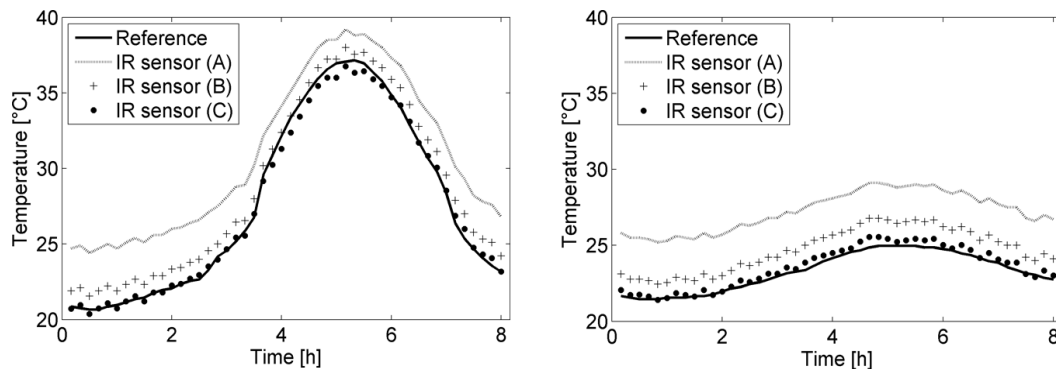 40
35
30
25
20
Temperature [°C]
Reference
IR sensor (A)
IR sensor (B)
IR sensor (C)
0 2 4 6 8
Time [h]
40
35
30
25
20
Temperature [°C]
Reference
IR sensor (A)
IR sensor (B)
IR sensor (C)
0 2 4 6 8
Time [h]